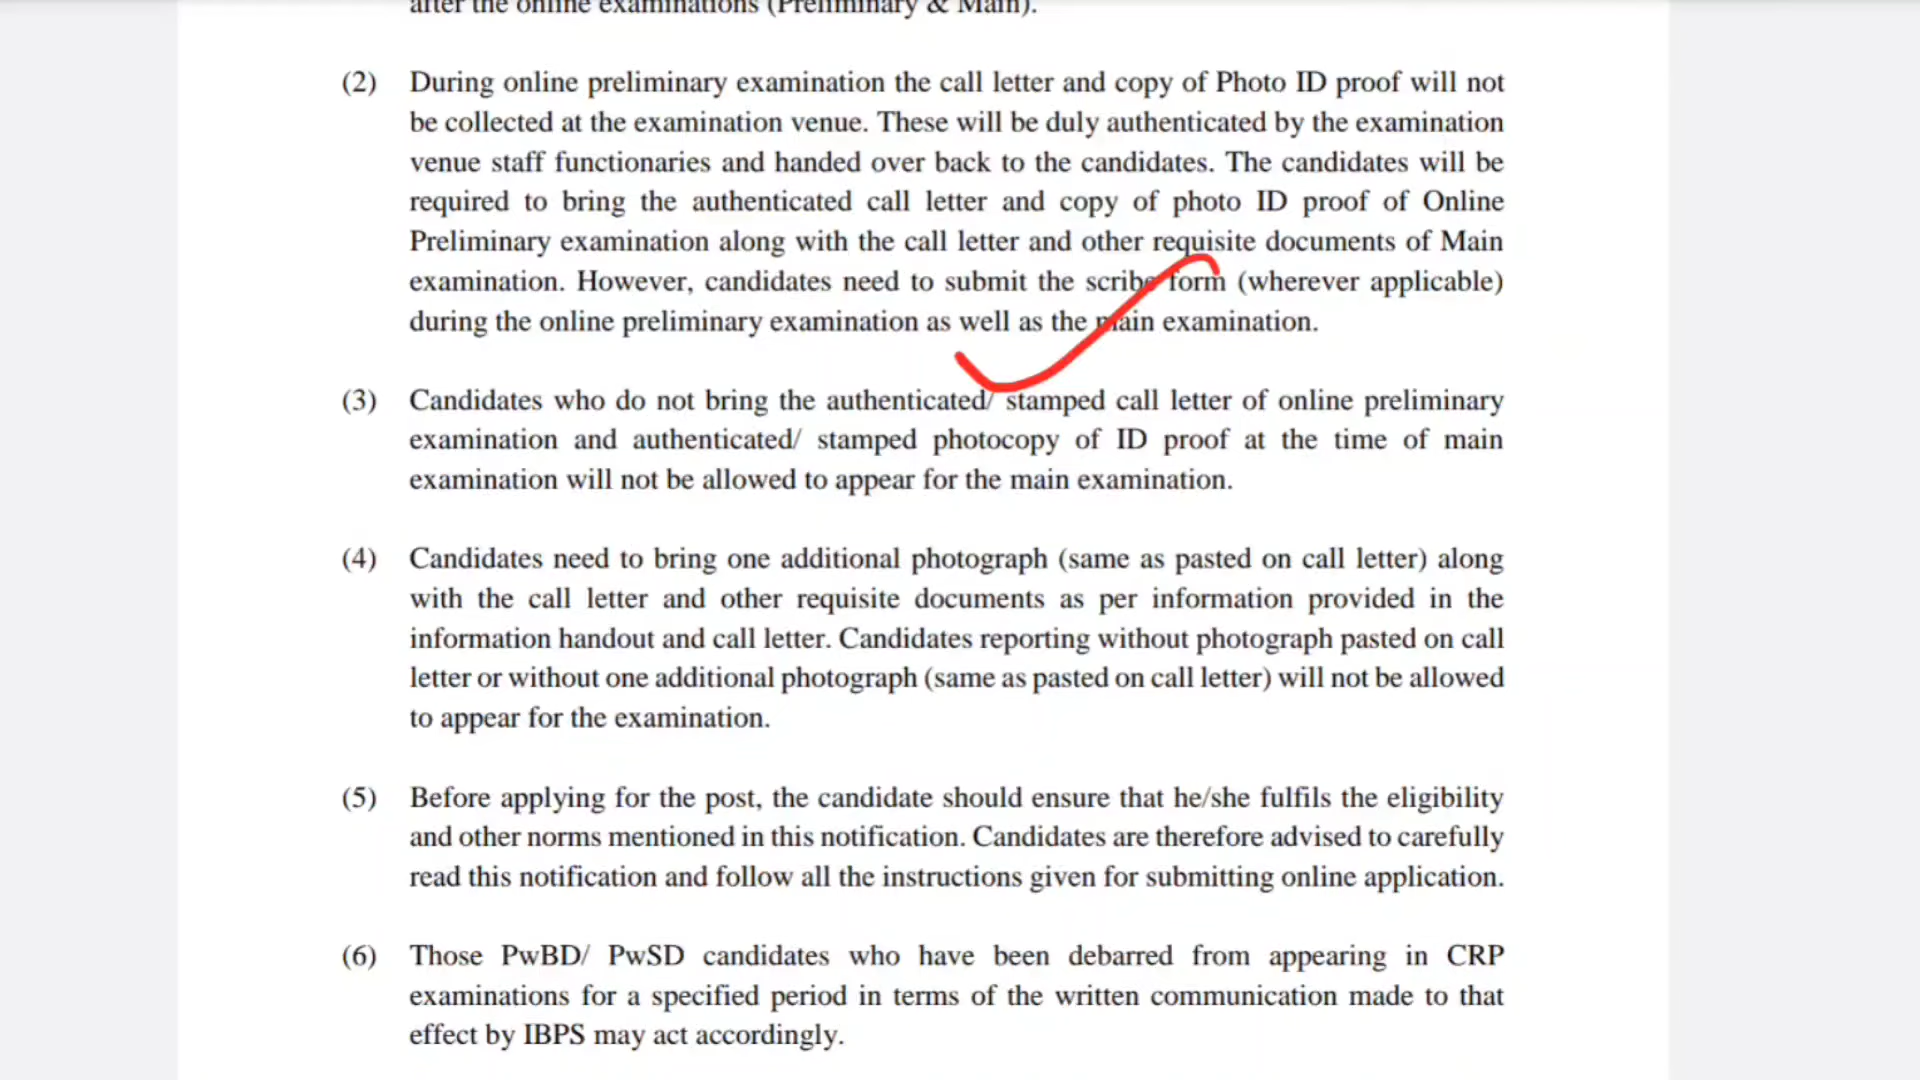 after the online examinations (Preliminary & Main).
(2) During online preliminary examination the call letter and copy of Photo ID proof will not
be collected at the examination venue. These will be duly authenticated by the examination
venue staff functionaries and handed over back to the candidates. The candidates will be
required to bring the authenticated call letter and copy of photo ID proof of Online
Preliminary examination along with the call letter and other requisite documents of Main
examination. However, candidates need to submit the scribe form (wherever applicable)
during the online preliminary examination as well as the main examination.
(3) Candidates who do not bring the authenticated/ stamped call letter of online preliminary
examination and authenticated/ stamped photocopy of ID proof at the time of main
examination will not be allowed to appear for the main examination.
(4) Candidates need to bring one additional photograph (same as pasted on call letter) along
with the call letter and other requisite documents as per information provided in the
information handout and call letter. Candidates reporting without photograph pasted on call
letter or without one additional photograph (same as pasted on call letter) will not be allowed
to appear for the examination.
(5) Before applying for the post, the candidate should ensure that he/she fulfils the eligibility
and other norms mentioned in this notification. Candidates are therefore advised to carefully
read this notification and follow all the instructions given for submitting online application.
(6) Those PwBD/ PwSD candidates who have been debarred from appearing in CRP
examinations for a specified period in terms of the written communication made to that
effect by IBPS may act accordingly.